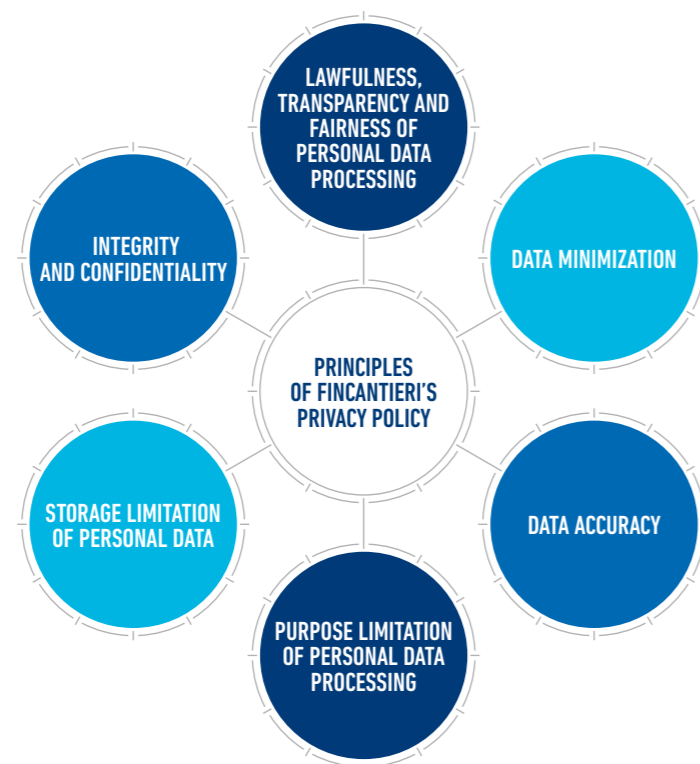 LAWFULNESS,
TRANSPARENCY AND
FAIRNESS OF
PERSONAL DATA
PROCESSING
INTEGRITY
AND CONFIDENTIALITY
DATA MINIMIZATION
PRINCIPLES
OF FINCANTIERI'S
PRIVACY POLICY
STORAGE LIMITATION
OF PERSONAL DATA
DATA ACCURACY
PURPOSE LIMITATION
OF PERSONAL DATA
PROCESSING